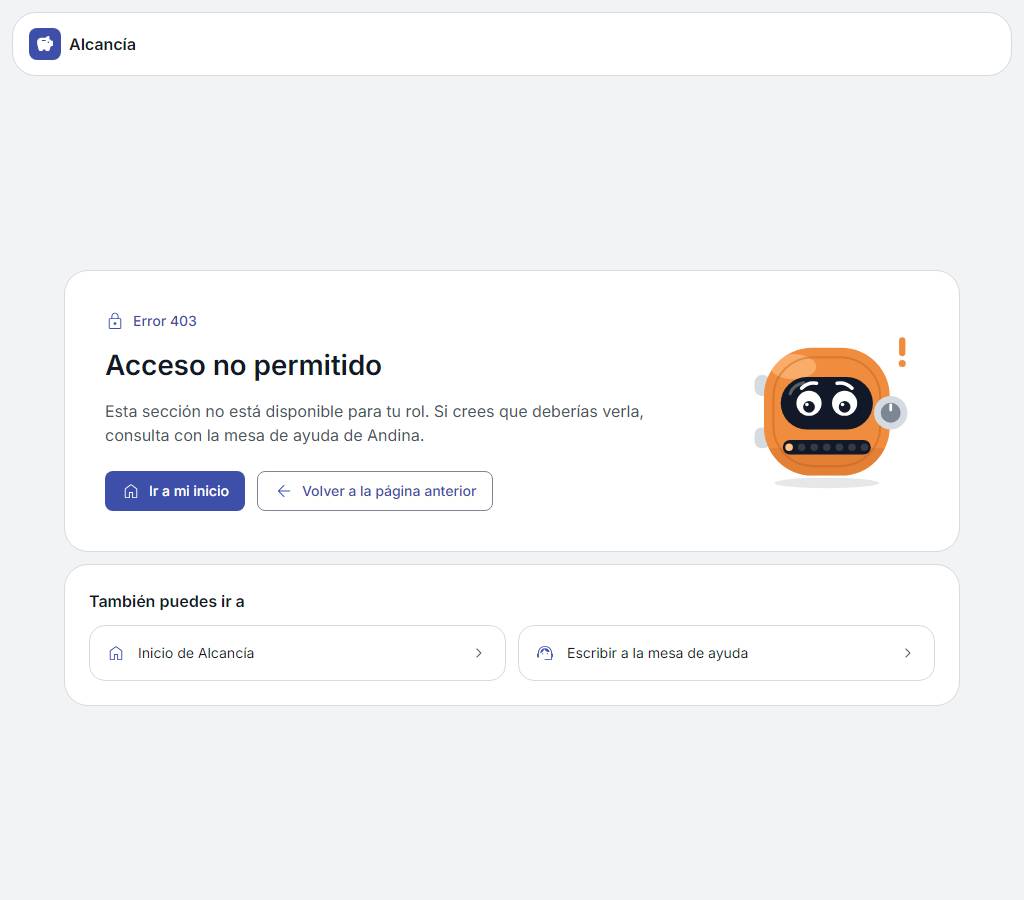 Alcancía
Error 403
Acceso no permitido
Esta sección no está disponible para tu rol. Si crees que deberías verla,
consulta con la mesa de ayuda de Andina.
Ir a mi inicio
Volver a la página anterior
También puedes ir a
Inicio de Alcancía
Escribir a la mesa de ayuda